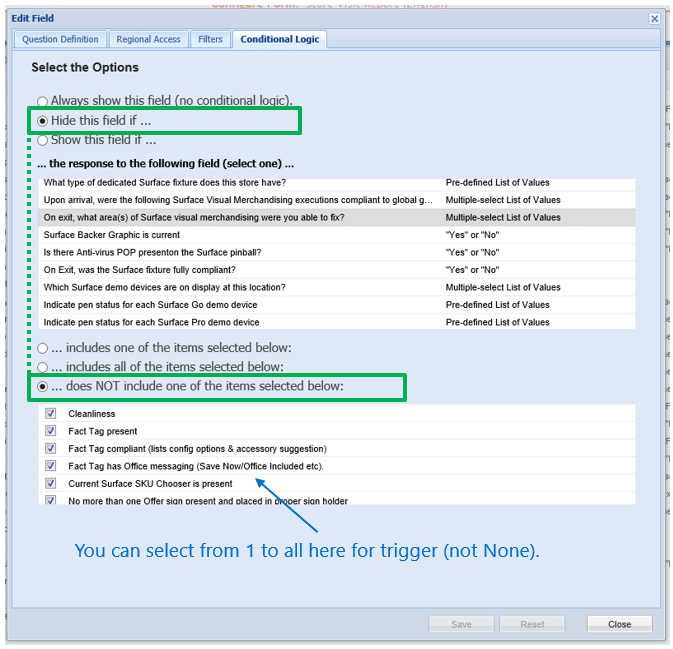 Configure Form: "Store Visit Report (English)"
Edit Field
Question Definition Regional Access Filters Conditional Logic
Select the Options
Always show this field (no conditional logic).
Hide this field if ...
Show this field if ...
... the response to the following field (select one) ...
What type of dedicated Surface fixture does this store have? Pre-defined List of Values
Upon arrival, were the following Surface Visual Merchandising executions compliant to global g... Multiple-select List of Values
On exit, what area(s) of Surface visual merchandising were you able to fix? Multiple-select List of Values
Surface Backer Graphic is current "Yes" or "No"
Is there Anti-virus POP presenton the Surface pinball? "Yes" or "No"
On Exit, was the Surface fixture fully compliant? "Yes" or "No"
Which Surface demo devices are on display at this location? Multiple-select List of Values
Indicate pen status for each Surface Go demo device Pre-defined List of Values
Indicate pen status for each Surface Pro demo device Pre-defined List of Values
... includes one of the items selected below:
... includes all of the items selected below:
... does NOT include one of the items selected below:
Cleanliness
Fact Tag present
Fact Tag compliant (lists config options & accessory suggestion)
Fact Tag has Office messaging (Save Now/Office Included etc).
Current Surface SKU Chooser is present
No more than one Offer sign present and placed in proper sign holder
You can select from 1 to all here for trigger (not None).
Save Reset Close